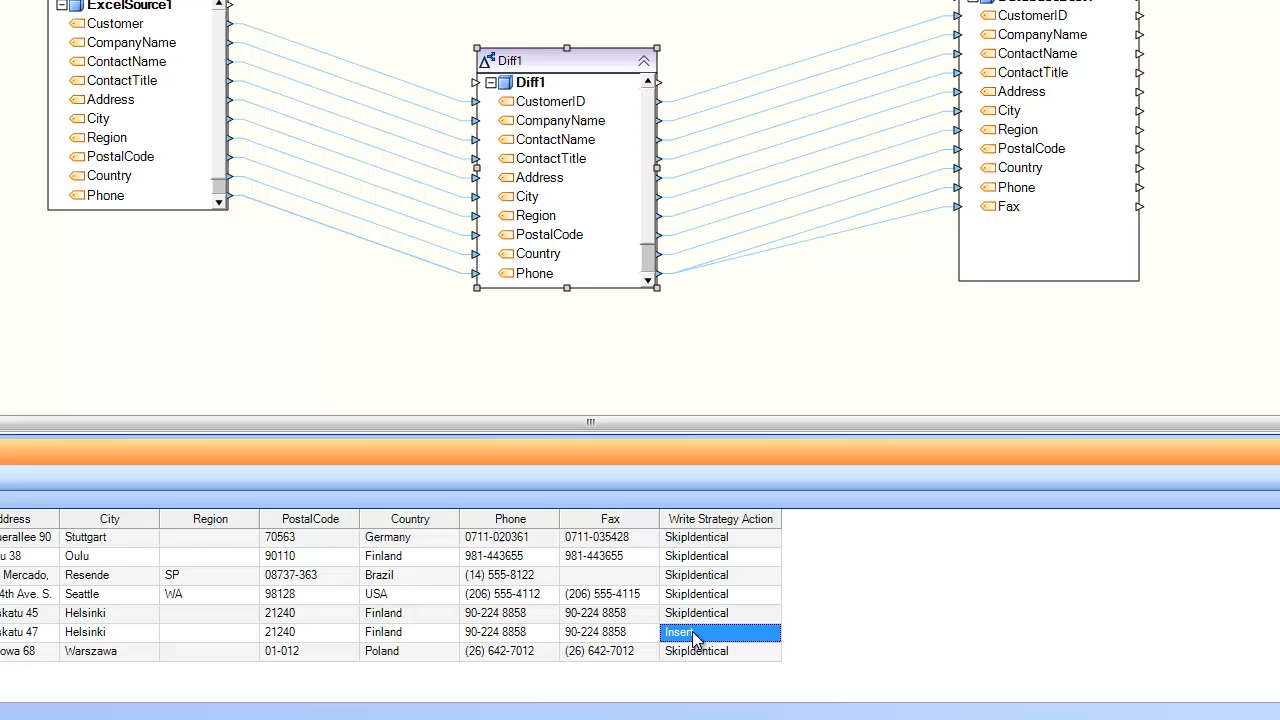 ExcelSource1
Customer
CompanyName
ContactName
ContactTitle
Address
City
Region
PostalCode
Country
Phone
Diff1
Diff1
CustomerID
CompanyName
ContactName
ContactTitle
Address
City
Region
PostalCode
Country
Phone
CustomerID
CompanyName
ContactName
ContactTitle
Address
City
Region
PostalCode
Country
Phone
Fax
ddress City Region PostalCode Country Phone Fax Write Strategy Action
uerallee 90 Stuttgart 70563 Germany 0711-020361 0711-035428 SkipIdentical
u 38 Oulu 90110 Finland 981-443655 981-443655 SkipIdentical
Mercado, Resende SP 08737-363 Brazil (14) 555-8122 SkipIdentical
4th Ave. S. Seattle WA 98128 USA (206) 555-4112 (206) 555-4115 SkipIdentical
skatu 45 Helsinki 21240 Finland 90-224 8858 90-224 8858 SkipIdentical
skatu 47 Helsinki 21240 Finland 90-224 8858 90-224 8858 Insert
owa 68 Warszawa 01-012 Poland (26) 642-7012 (26) 642-7012 SkipIdentical